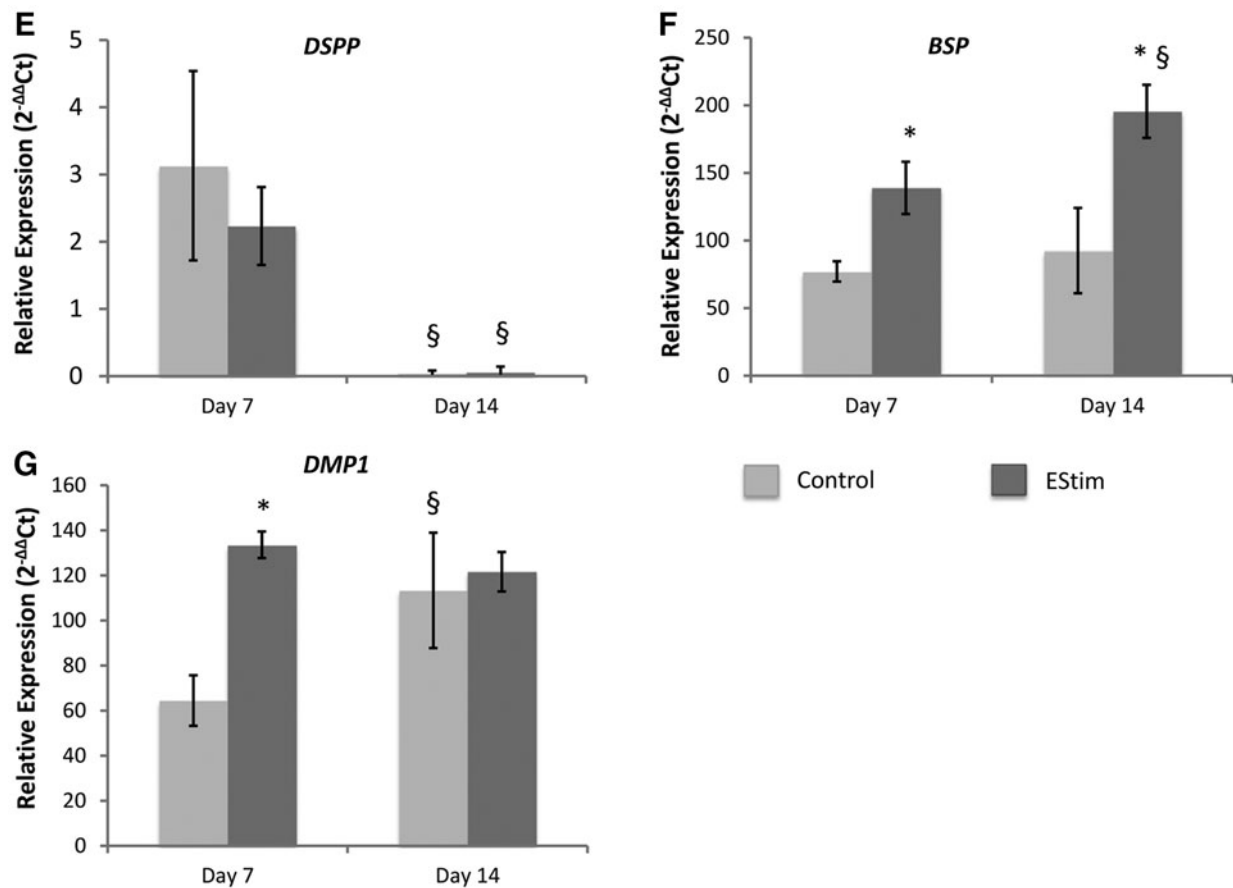 E
DSPP
Relative Expression (2^-ΔΔCt)
5
4
3
2
1
0
§
§
Day 7
Day 14
F
BSP
Relative Expression (2^-ΔΔCt)
250
200
150
100
50
0
*
* §
Day 7
Day 14
G
DMP1
Relative Expression (2^-ΔΔCt)
160
140
120
100
80
60
40
20
0
*
§
Day 7
Day 14
Control
EStim